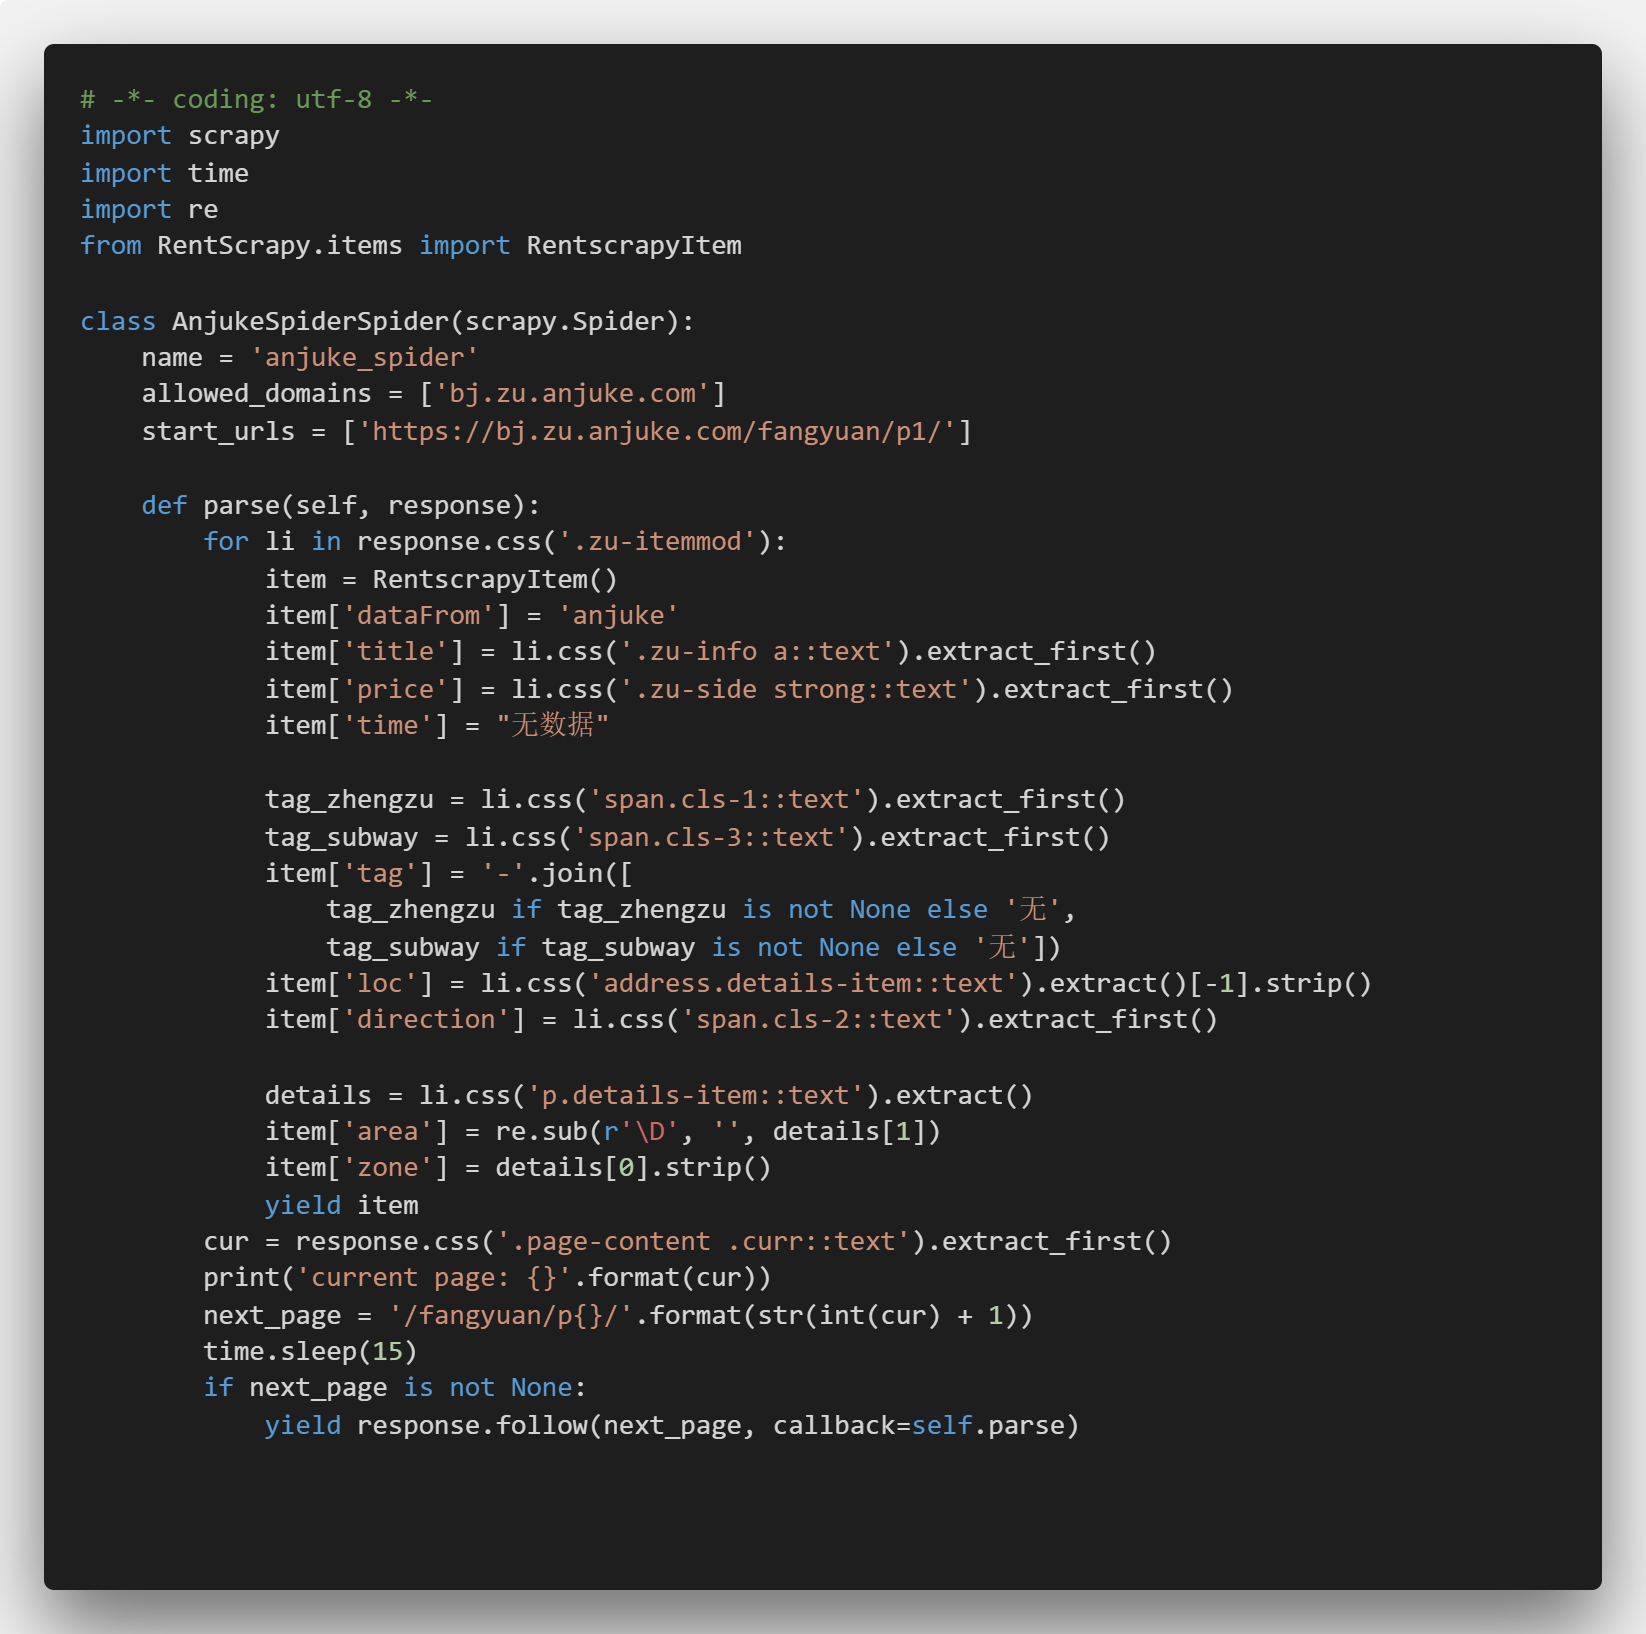 # -*- coding: utf-8 -*-
import scrapy
import time
import re
from RentScrapy.items import RentscrapyItem

class AnjukeSpiderSpider(scrapy.Spider):
    name = 'anjuke_spider'
    allowed_domains = ['bj.zu.anjuke.com']
    start_urls = ['https://bj.zu.anjuke.com/fangyuan/p1/']

    def parse(self, response):
        for li in response.css('.zu-itemmod'):
            item = RentscrapyItem()
            item['dataFrom'] = 'anjuke'
            item['title'] = li.css('.zu-info a::text').extract_first()
            item['price'] = li.css('.zu-side strong::text').extract_first()
            item['time'] = "无数据"

            tag_zhengzu = li.css('span.cls-1::text').extract_first()
            tag_subway = li.css('span.cls-3::text').extract_first()
            item['tag'] = '-'.join([
                tag_zhengzu if tag_zhengzu is not None else '无',
                tag_subway if tag_subway is not None else '无'])
            item['loc'] = li.css('address.details-item::text').extract()[-1].strip()
            item['direction'] = li.css('span.cls-2::text').extract_first()

            details = li.css('p.details-item::text').extract()
            item['area'] = re.sub(r'\D', '', details[1])
            item['zone'] = details[0].strip()
            yield item
        cur = response.css('.page-content .curr::text').extract_first()
        print('current page: {}'.format(cur))
        next_page = '/fangyuan/p{}/'.format(str(int(cur) + 1))
        time.sleep(15)
        if next_page is not None:
            yield response.follow(next_page, callback=self.parse)